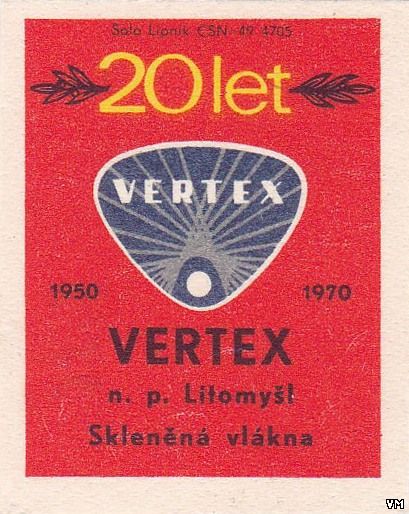 Solo Lipník ČSN 49 4705
20 let
VERTEX
1950 1970
VERTEX
n. p. Litomyšl
Skleněná vlákna
VM